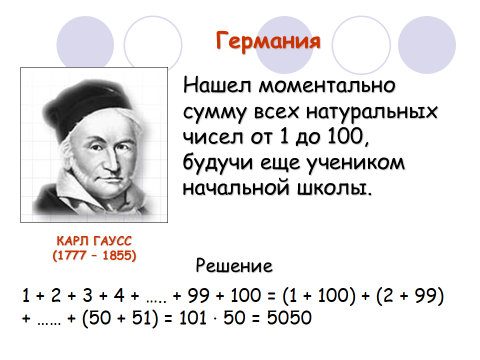 Германия
Нашел моментально
сумму всех натуральных
чисел от 1 до 100,
будучи еще учеником
начальной школы.
КАРЛ ГАУСС
(1777 – 1855)
Решение
1 + 2 + 3 + 4 + ….. + 99 + 100 = (1 + 100) + (2 + 99)
+ …… + (50 + 51) = 101 · 50 = 5050